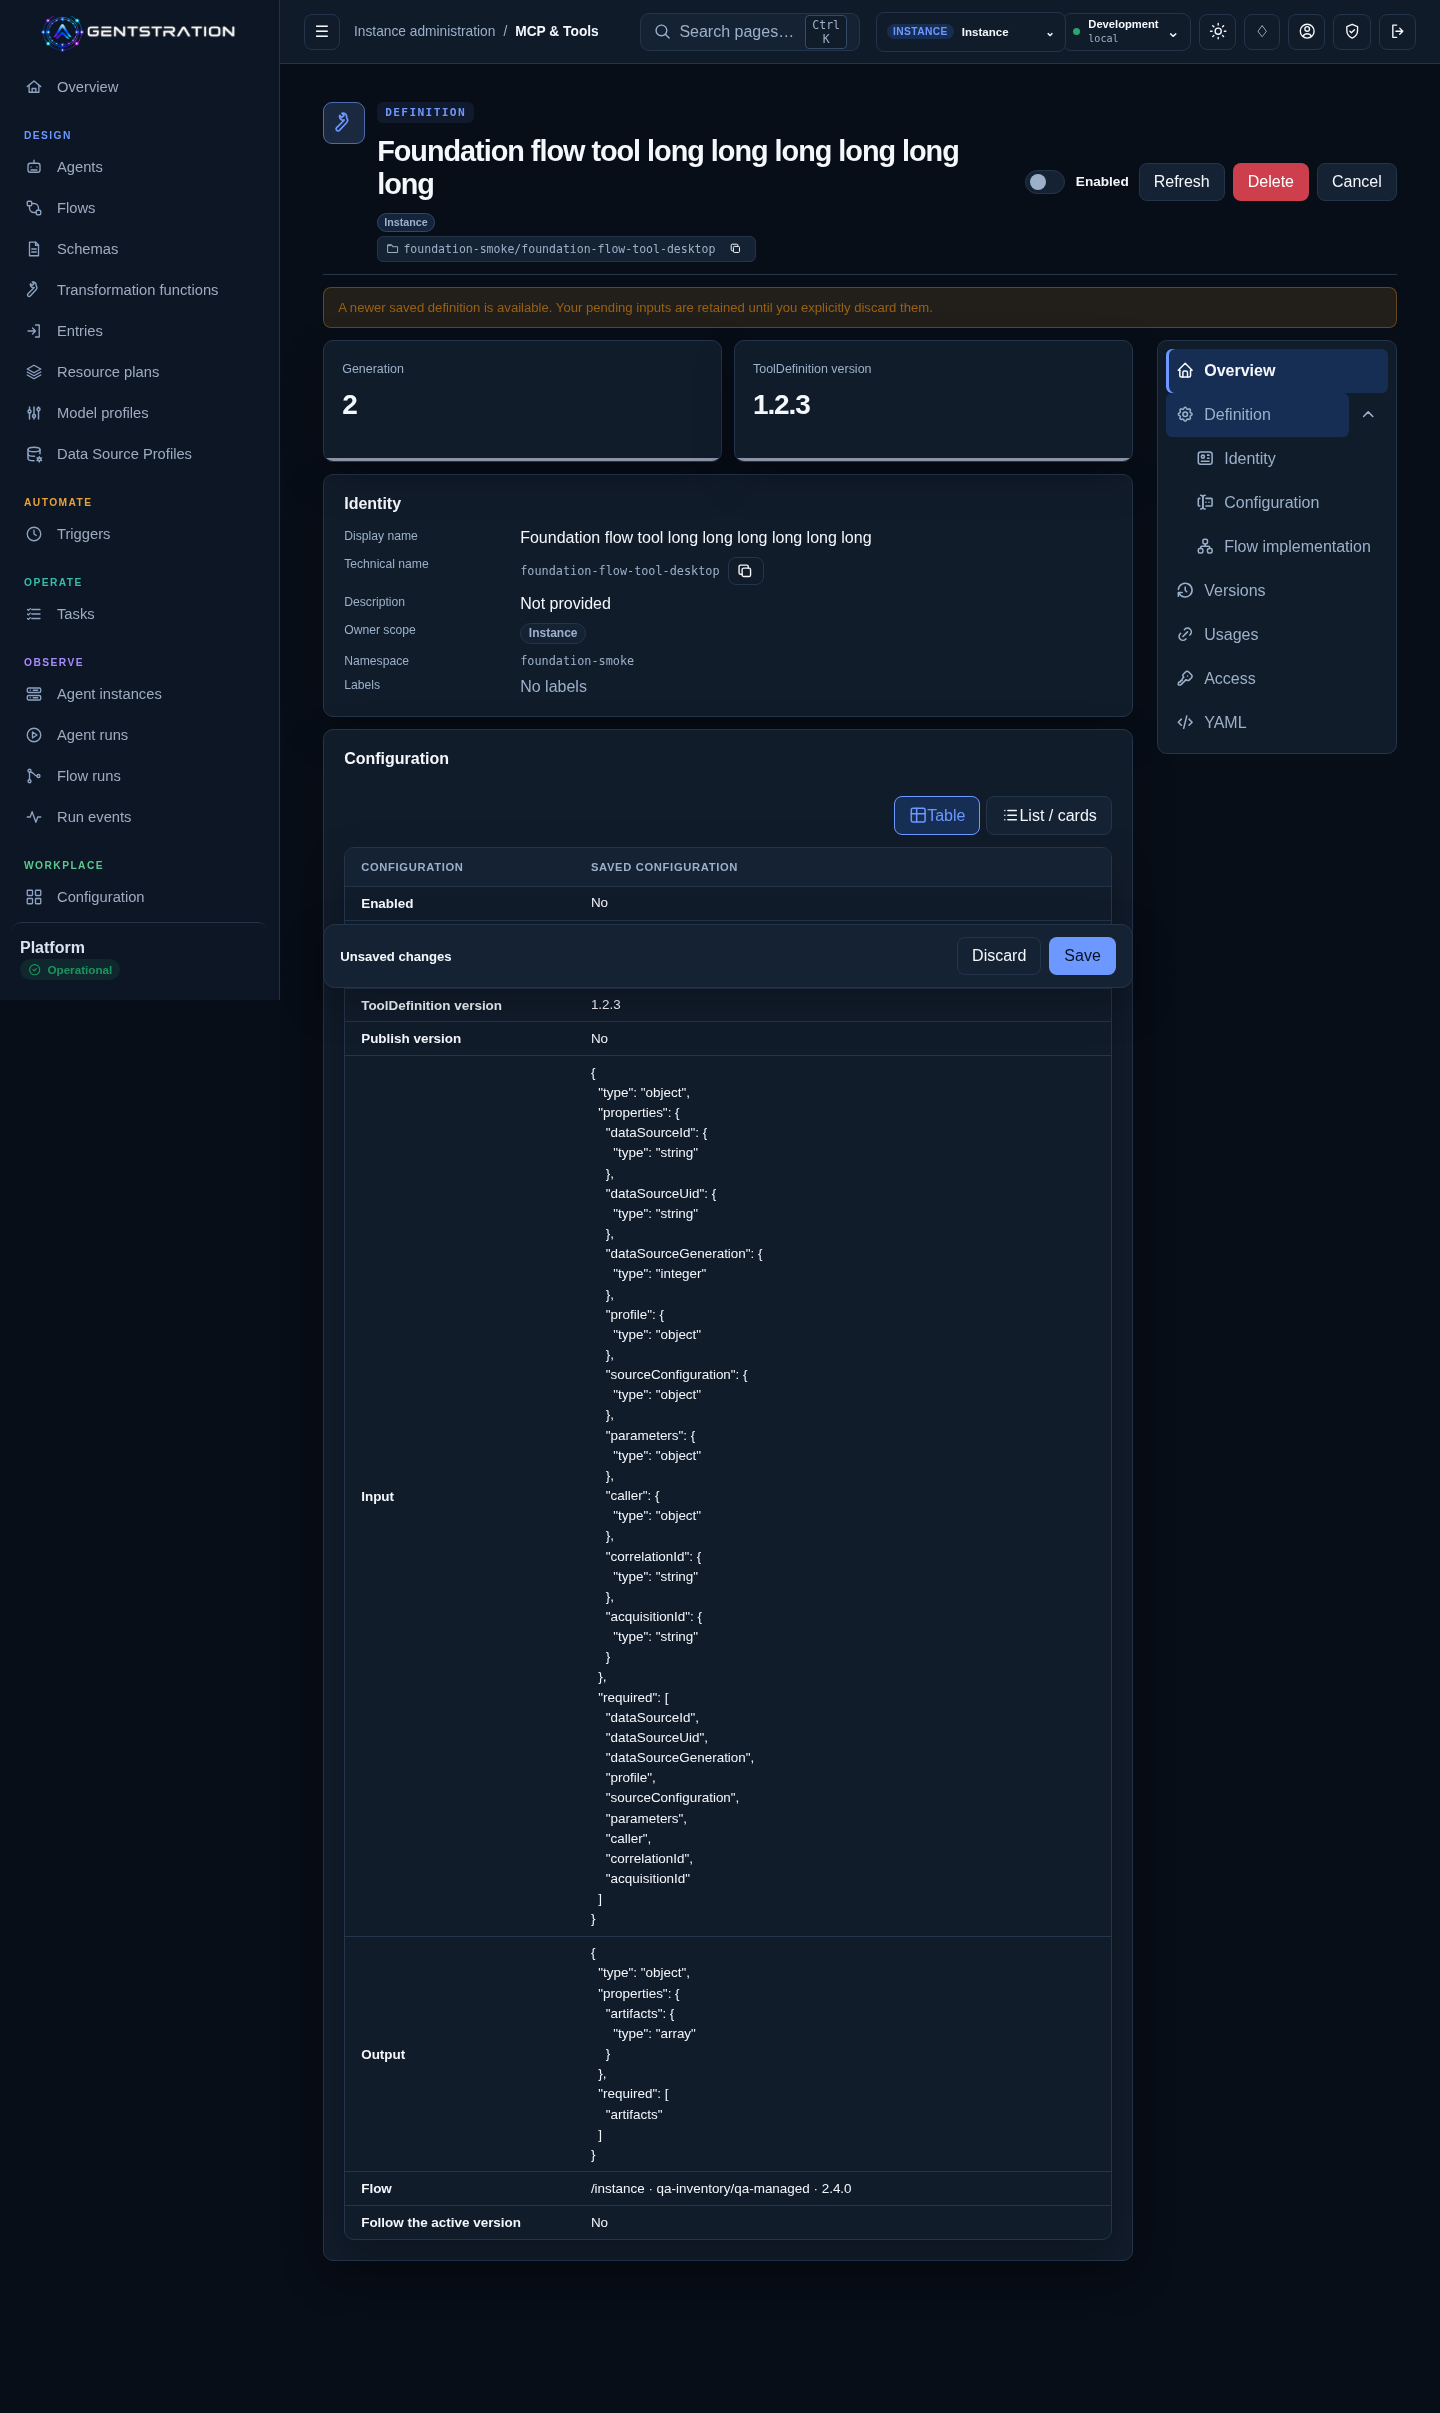 GENTSTRATION
Overview
DESIGN
Agents
Flows
Schemas
Transformation functions
Entries
Resource plans
Model profiles
Data Source Profiles
AUTOMATE
Triggers
OPERATE
Tasks
OBSERVE
Agent instances
Agent runs
Flow runs
Run events
WORKPLACE
Configuration
Platform
Operational
Instance administration / MCP & Tools
Search pages…
Ctrl
K
INSTANCE Instance
Development
local
DEFINITION
Foundation flow tool long long long long long
long
Instance
foundation-smoke/foundation-flow-tool-desktop
Enabled
Refresh
Delete
Cancel
A newer saved definition is available. Your pending inputs are retained until you explicitly discard them.
Generation
2
ToolDefinition version
1.2.3
Identity
Display name Foundation flow tool long long long long long long
Technical name foundation-flow-tool-desktop
Description Not provided
Owner scope Instance
Namespace foundation-smoke
Labels No labels
Configuration
Table
List / cards
CONFIGURATION SAVED CONFIGURATION
Enabled No
Unsaved changes
Discard
Save
ToolDefinition version 1.2.3
Publish version No
Input
{
"type": "object",
"properties": {
"dataSourceId": {
"type": "string"
},
"dataSourceUid": {
"type": "string"
},
"dataSourceGeneration": {
"type": "integer"
},
"profile": {
"type": "object"
},
"sourceConfiguration": {
"type": "object"
},
"parameters": {
"type": "object"
},
"caller": {
"type": "object"
},
"correlationId": {
"type": "string"
},
"acquisitionId": {
"type": "string"
}
},
"required": [
"dataSourceId",
"dataSourceUid",
"dataSourceGeneration",
"profile",
"sourceConfiguration",
"parameters",
"caller",
"correlationId",
"acquisitionId"
]
}
Output
{
"type": "object",
"properties": {
"artifacts": {
"type": "array"
}
},
"required": [
"artifacts"
]
}
Flow /instance · qa-inventory/qa-managed · 2.4.0
Follow the active version No
Overview
Definition
Identity
Configuration
Flow implementation
Versions
Usages
Access
YAML